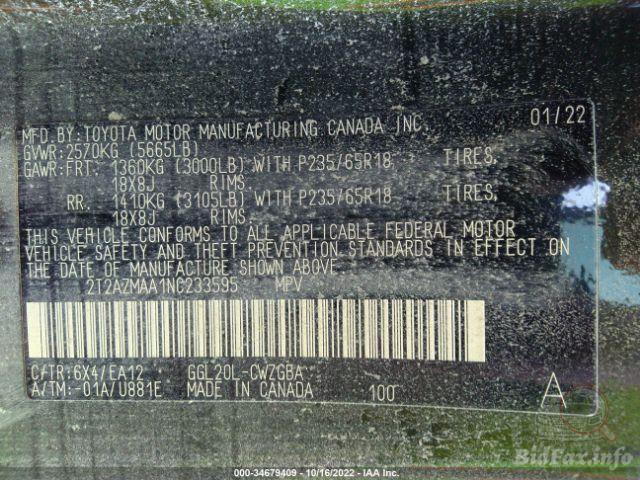 MFD. BY: TOYOTA MOTOR MANUFACTURING CANADA INC. 01/22
GVWR: 2570KG (5665LB)
GAWR: FRT. 1360KG (3000LB) WITH P235/65R18 TIRES,
18X8J RIMS
RR. 1410KG (3105LB) WITH P235/65R18 TIRES,
18X8J RIMS
THIS VEHICLE CONFORMS TO ALL APPLICABLE FEDERAL MOTOR
VEHICLE SAFETY AND THEFT PREVENTION STANDARDS IN EFFECT ON
THE DATE OF MANUFACTURE SHOWN ABOVE.
2T2AZMAA1NC233595 MPV
C/TR: 6X4/EA12 GGL20L-CWZGBA
A/TM: -01A/U881E MADE IN CANADA 100 A
BidFax.info
000-34679409 - 10/16/2022 - IAA Inc.